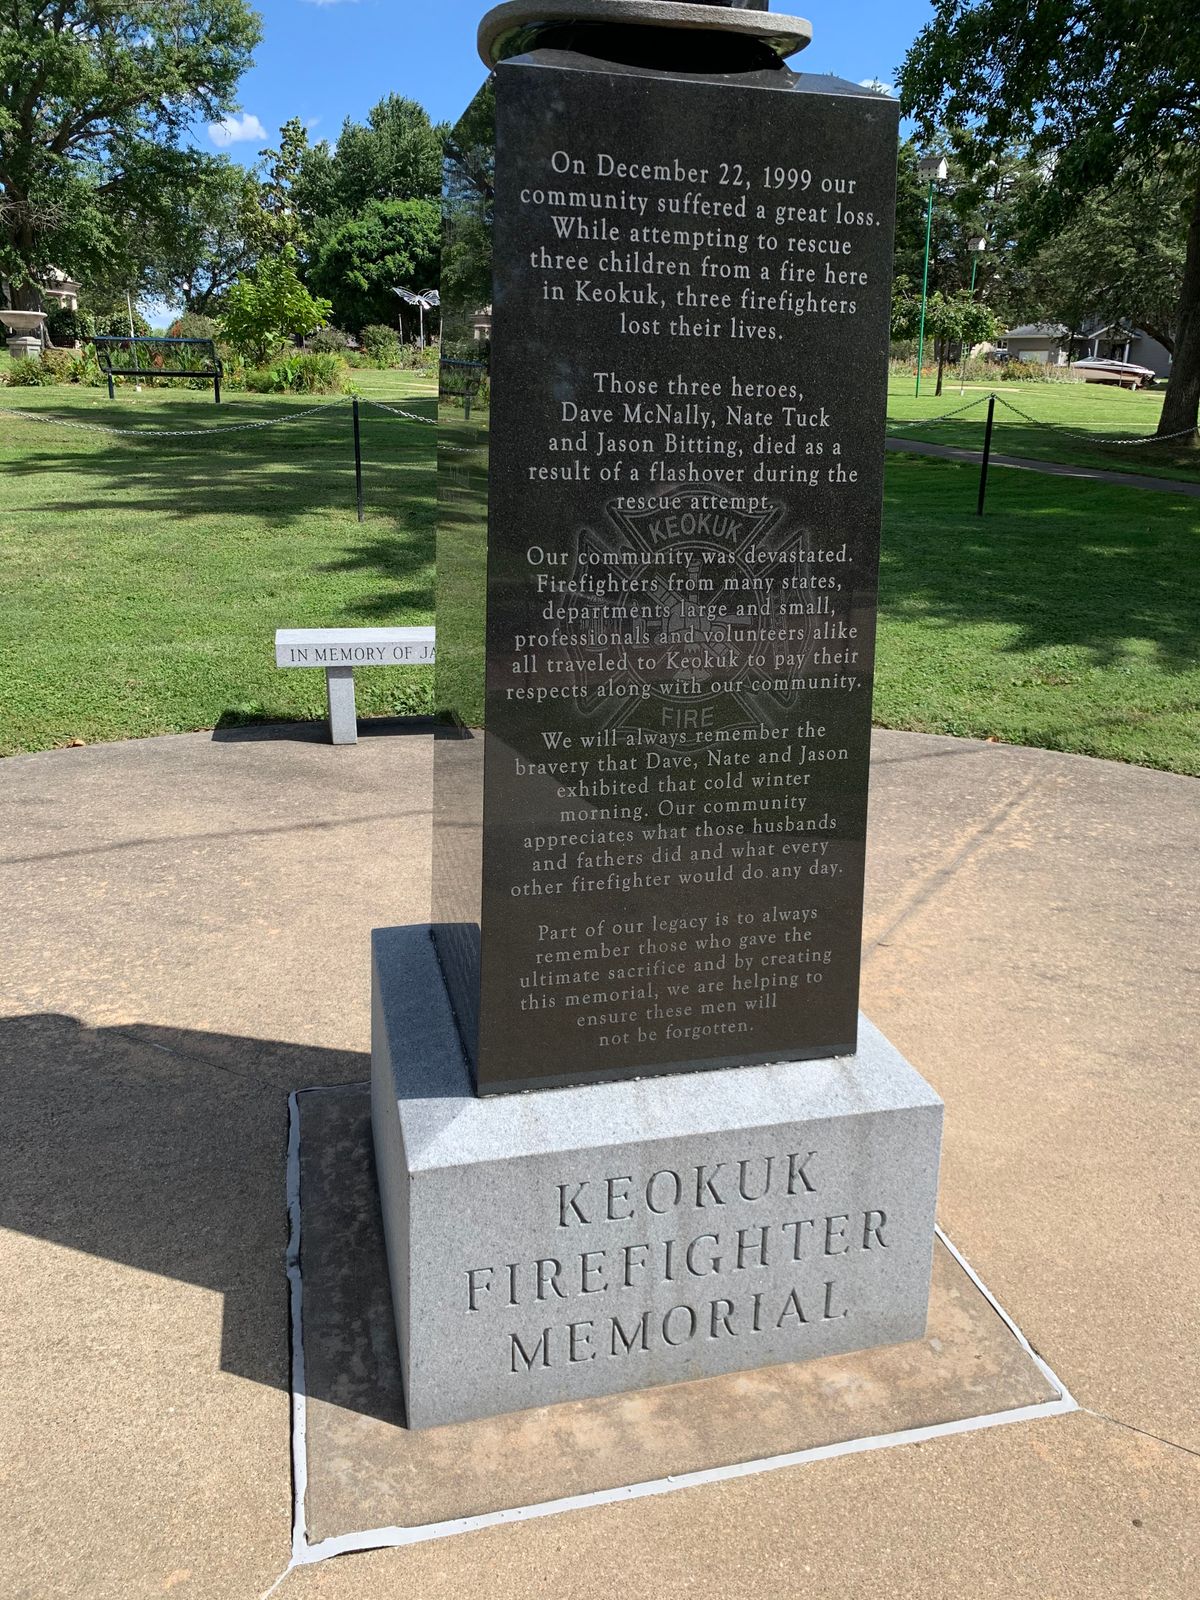 On December 22, 1999 our
community suffered a great loss.
While attempting to rescue
three children from a fire here
in Keokuk, three firefighters
lost their lives.
Those three heroes,
Dave McNally, Nate Tuck
and Jason Bitting, died as a
result of a flashover during the
rescue attempt.
KEOKUK
Our community was devastated.
Firefighters from many states,
departments large and small,
professionals and volunteers alike
all traveled to Keokuk to pay their
respects along with our community.
FIRE
We will always remember the
bravery that Dave, Nate and Jason
exhibited that cold winter
morning. Our community
appreciates what those husbands
and fathers did and what every
other firefighter would do any day.
Part of our legacy is to always
remember those who gave the
ultimate sacrifice and by creating
this memorial, we are helping to
ensure these men will
not be forgotten.
IN MEMORY OF JA
KEOKUK
FIREFIGHTER
MEMORIAL